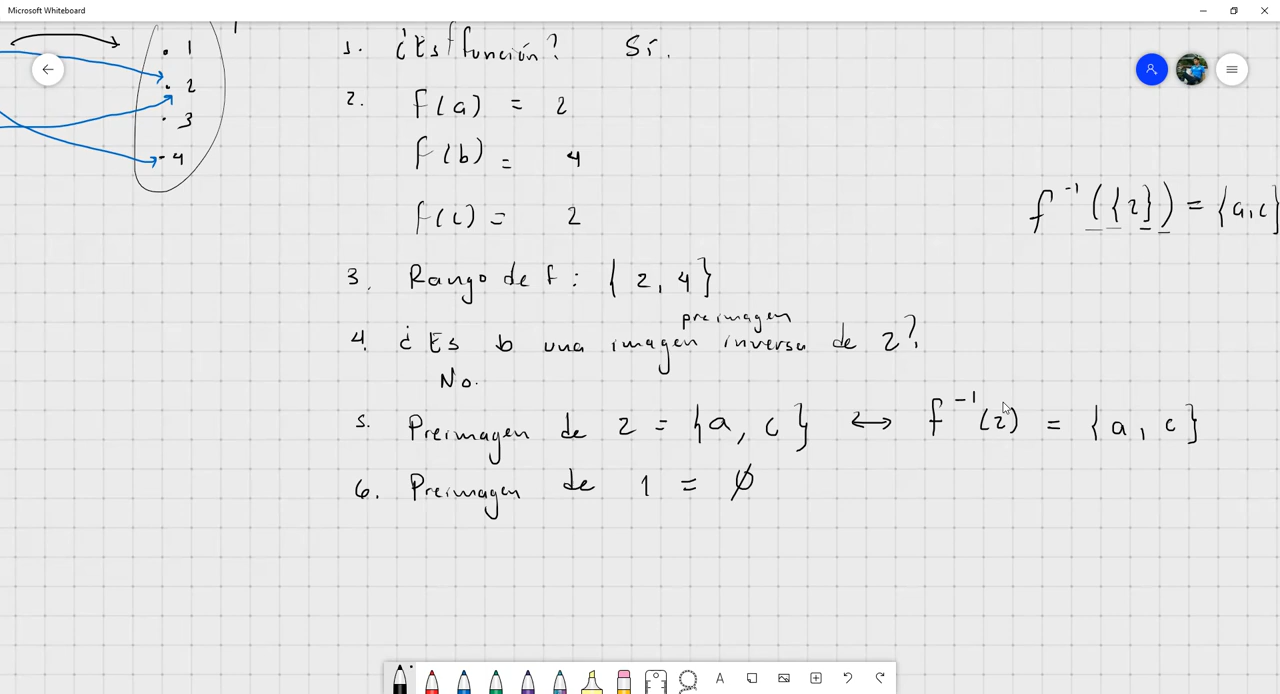 Microsoft Whiteboard
1
2
3
4
1. ¿Es f función? Sí.
2. f(a) = 2
f(b) = 4
f(c) = 2
f⁻¹({2}) = {a,c}
3. Rango de f : {2, 4}
preimagen
4. ¿Es b una imagen inversa de 2?
No.
5. Preimagen de 2 = {a, c} ↔ f⁻¹(2) = {a, c}
6. Preimagen de 1 = ∅